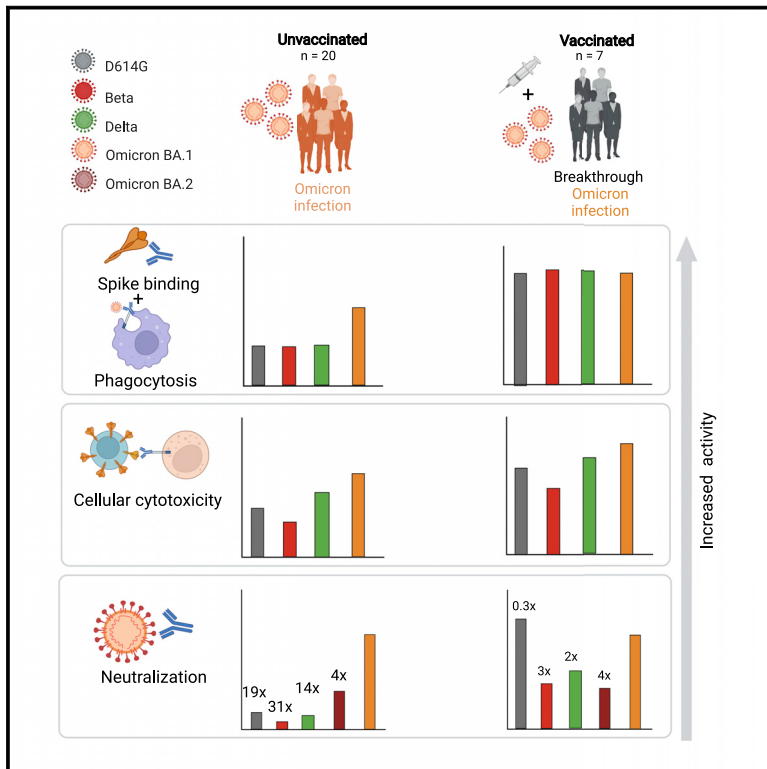 D614G
Beta
Delta
Omicron BA.1
Omicron BA.2
Unvaccinated
n = 20
Omicron
infection
Vaccinated
n = 7
+
Breakthrough
Omicron
infection
Spike binding
+
Phagocytosis
Cellular cytotoxicity
Neutralization
19x
31x
14x
4x
0.3x
3x
2x
4x
Increased activity